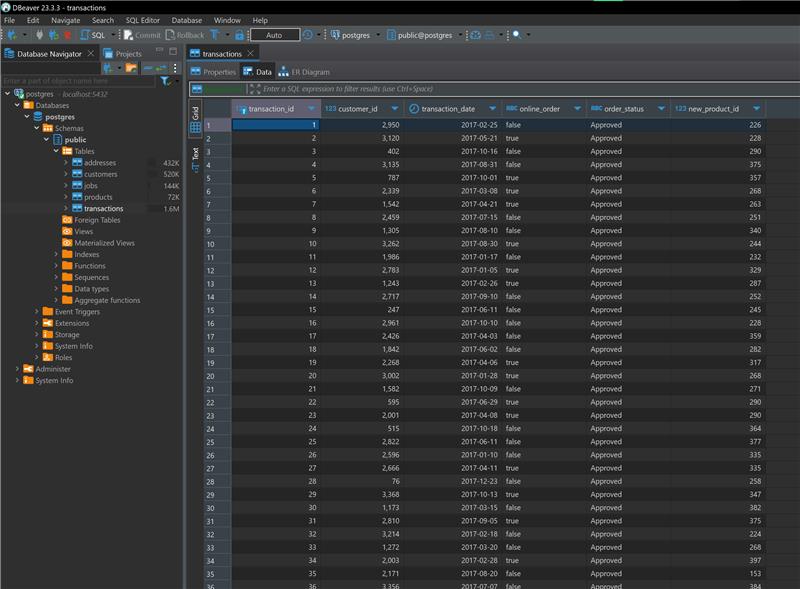 DBeaver 23.3.3 - transactions
File Edit Navigate Search SQL Editor Database Window Help
SQL Commit Rollback Auto postgres public@postgres
Database Navigator Projects
Enter a part of object name here
postgres - localhost:5432
Databases
postgres
Schemas
public
Tables
addresses 432K
customers 520K
jobs 144K
products 72K
transactions 1.6M
Foreign Tables
Views
Materialized Views
Indexes
Functions
Sequences
Data types
Aggregate functions
Event Triggers
Extensions
Storage
System Info
Roles
Administer
System Info
transactions
Properties Data ER Diagram
Enter a SQL expression to filter results (use Ctrl+Space)
Grid
Text
transaction_id 123 customer_id transaction_date ABC online_order ABC order_status 123 new_product_id
1 1 2,950 2017-02-25 false Approved 226
2 2 3,120 2017-05-21 true Approved 228
3 3 402 2017-10-16 false Approved 290
4 4 3,135 2017-08-31 false Approved 375
5 5 787 2017-10-01 true Approved 357
6 6 2,339 2017-03-08 true Approved 268
7 7 1,542 2017-04-21 true Approved 263
8 8 2,459 2017-07-15 false Approved 251
9 9 1,305 2017-08-10 false Approved 340
10 10 3,262 2017-08-30 true Approved 244
11 11 1,986 2017-01-17 false Approved 232
12 12 2,783 2017-01-05 true Approved 329
13 13 1,243 2017-02-26 true Approved 287
14 14 2,717 2017-09-10 false Approved 252
15 15 247 2017-06-11 false Approved 245
16 16 2,961 2017-10-10 false Approved 228
17 17 2,426 2017-04-03 false Approved 359
18 18 1,842 2017-06-02 false Approved 282
19 19 2,268 2017-04-06 true Approved 317
20 20 3,002 2017-01-28 true Approved 268
21 21 1,582 2017-10-09 false Approved 271
22 22 595 2017-06-29 true Approved 290
23 23 2,001 2017-04-08 true Approved 290
24 24 515 2017-10-18 false Approved 364
25 25 2,822 2017-06-11 false Approved 377
26 26 2,596 2017-01-10 false Approved 335
27 27 2,666 2017-04-11 true Approved 335
28 28 76 2017-12-23 false Approved 258
29 29 3,368 2017-10-13 true Approved 347
30 30 1,173 2017-03-15 false Approved 382
31 31 2,810 2017-09-05 true Approved 375
32 32 3,214 2017-02-18 false Approved 224
33 33 1,272 2017-03-20 false Approved 268
34 34 2,003 2017-02-28 true Approved 397
35 35 2,171 2017-08-20 false Approved 153
36 36 3,356 2017-07-07 false Approved 384